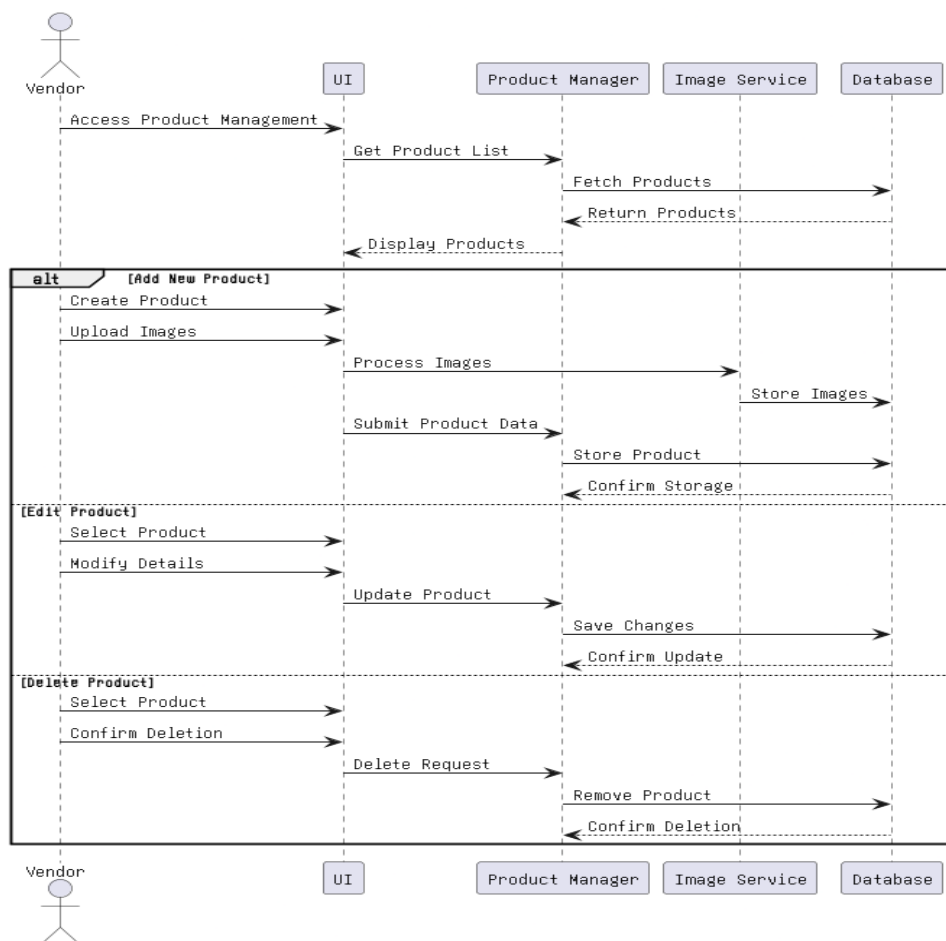 Vendor
UI
Product Manager
Image Service
Database
Access Product Management
Get Product List
Fetch Products
Return Products
Display Products
alt [Add New Product]
Create Product
Upload Images
Process Images
Store Images
Submit Product Data
Store Product
Confirm Storage
[Edit Product]
Select Product
Modify Details
Update Product
Save Changes
Confirm Update
[Delete Product]
Select Product
Confirm Deletion
Delete Request
Remove Product
Confirm Deletion
Vendor
UI
Product Manager
Image Service
Database